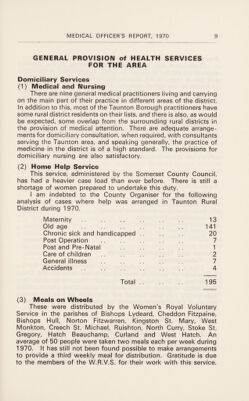 MEDICAL OFFICER'S REPORT, 1970 9
GENERAL PROVISION of HEALTH SERVICES
FOR THE AREA
Domiciliary Services
(1) Medical and Nursing
There are nine general medical practitioners living and carrying
on the main part of their practice in different areas of the district.
In addition to this, most of the Taunton Borough practitioners have
some rural district residents on their lists, and there is also, as would
be expected, some overlap from the surrounding rural districts in
the provision of medical attention. There are adequate arrange-
ments for domiciliary consultation, when required, with consultants
serving the Taunton area, and speaking generally, the practice of
medicine in the district is of a high standard. The provisions for
domiciliary nursing are also satisfactory.
(2) Home Help Service
This service, administered by the Somerset County Council,
has had a heavier case load than ever before. There is still a
shortage of women prepared to undertake this duty.
I am indebted to the County Organiser for the following
analysis of cases where help was arranged in Taunton Rural
District during 1970.
Maternity .. .. .. .. .. 13
Old age .. .. .. .. .. 141
Chronic sick and handicapped .. .. 20
Post Operation .. .. .. .. 7
Post and Pre-Natal .. .. .. .. 1
Care of children .. .. .. .. 2
General illness .. .. .. .. 7
Accidents .. .. .. .. .. 4
Total .. .. 195
(3) Meals on Wheels
These were distributed by the Women's Royal Voluntary
Service in the parishes of Bishops Lydeard, Cheddon Fitzpaine,
Bishops Hull, Norton Fitzwarren, Kingston St. Mary, West
Monkton, Creech St. Michael, Ruishton, North Curry, Stoke St.
Gregory, Hatch Beauchamp, Curland and West Hatch. An
average of 50 people were taken two meals each per week during
1970. It has still not been found possible to make arrangements
to provide a third weekly meal for distribution. Gratitude is due
to the members of the W.R.V.S. for their work with this service.